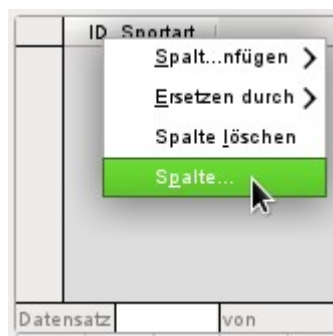 ID_Sportart
Spalt...nfügen
Ersetzen durch
Spalte löschen
Spalte...
Datensatz von